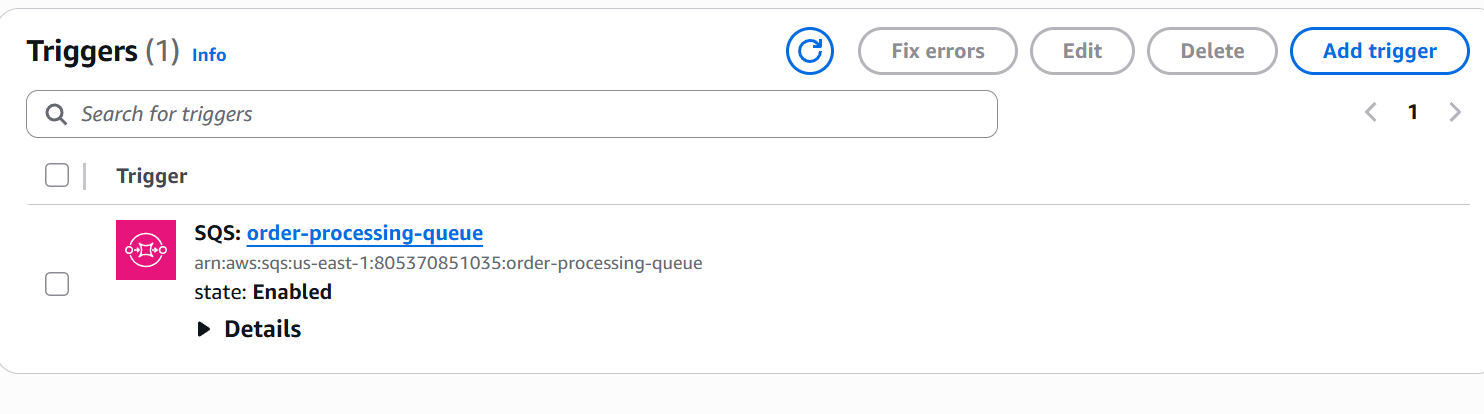 Triggers (1) Info
Fix errors Edit Delete Add trigger
Search for triggers
1
Trigger
SQS: order-processing-queue
arn:aws:sqs:us-east-1:805370851035:order-processing-queue
state: Enabled
Details